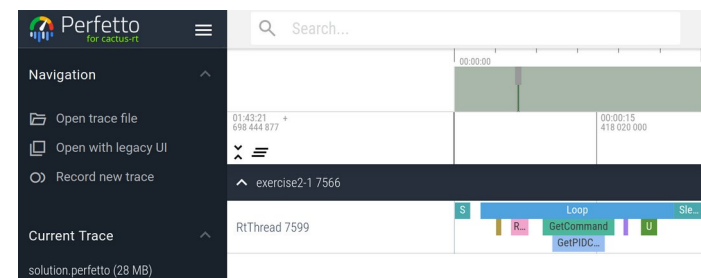 Perfetto
for cactus-rt
Search...
Navigation
Open trace file
Open with legacy UI
Record new trace
Current Trace
solution.perfetto (28 MB)
00:00:00
01:43:21 +
698 444 877
00:00:15
418 020 000
exercise2-1 7566
RtThread 7599
S Loop Sle...
R... GetCommand U
GetPIDC...